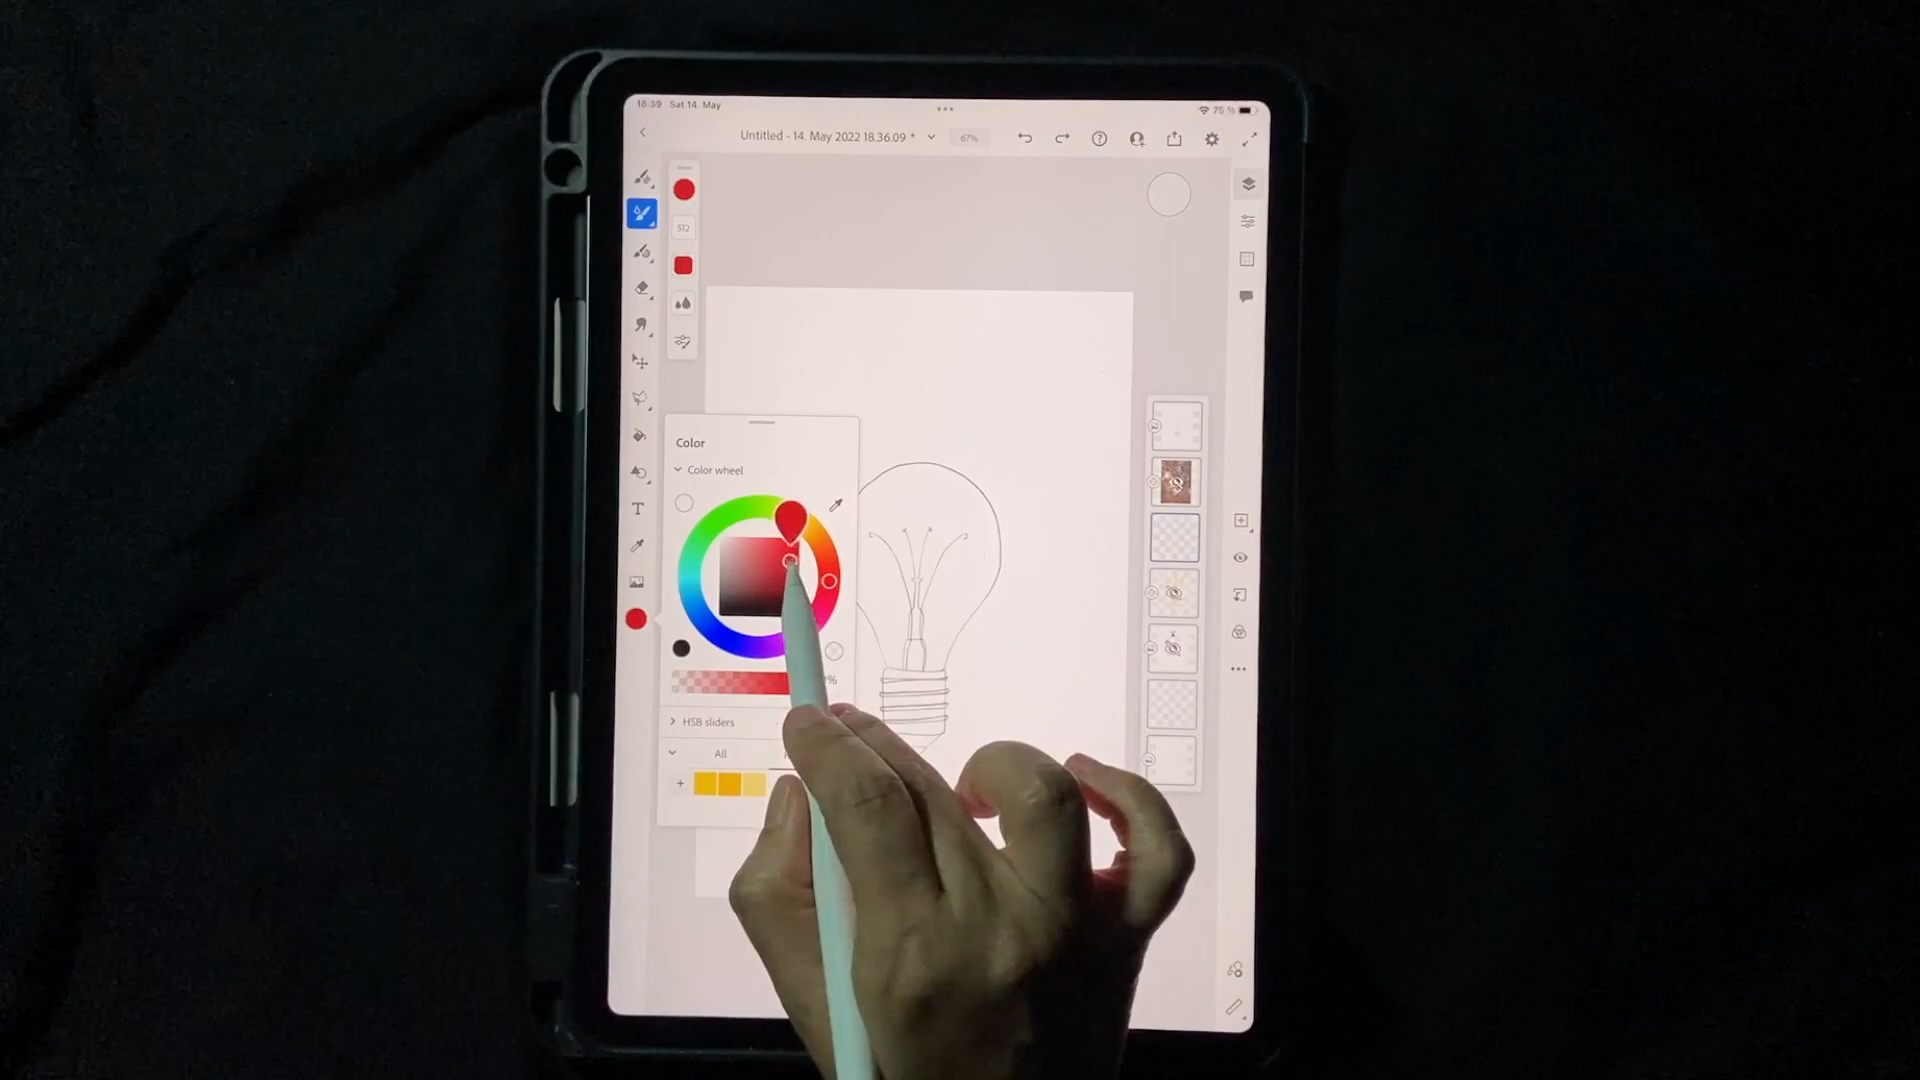 18:39 Sat 14. May
75 %
Untitled - 14. May 2022 18.36.09 *
67%
512
Color
Color wheel
T
%
HSB sliders
All
+